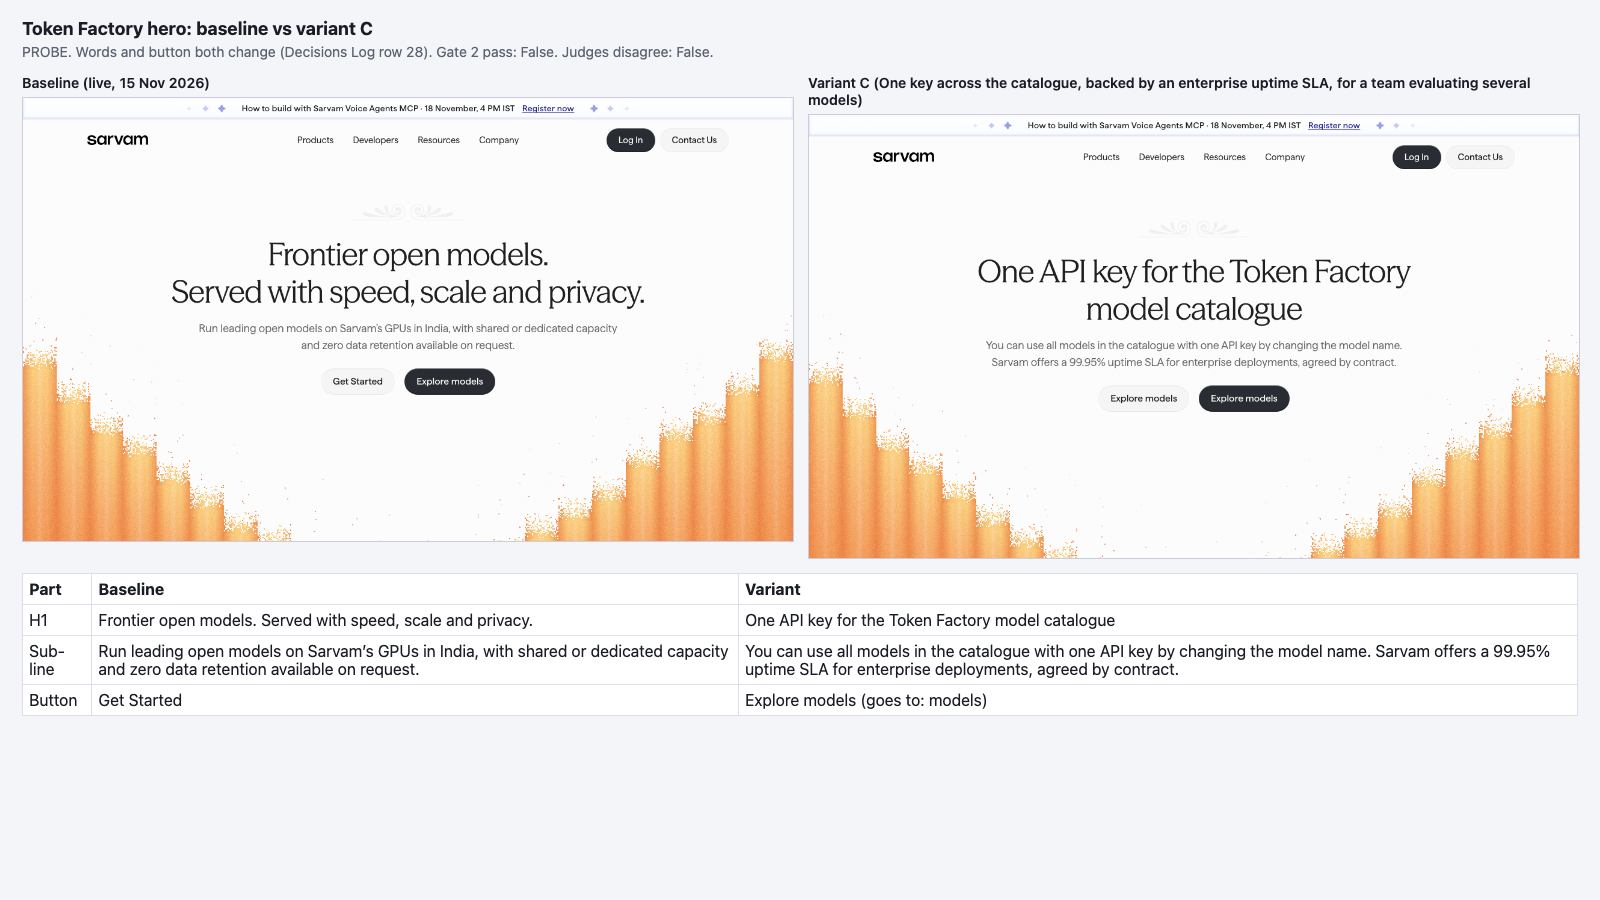 Token Factory hero: baseline vs variant C
PROBE. Words and button both change (Decisions Log row 28). Gate 2 pass: False. Judges disagree: False.
Baseline (live, 15 Nov 2026)
How to build with Sarvam Voice Agents MCP · 18 November, 4 PM IST Register now
sarvam Products Developers Resources Company Log In Contact Us
Frontier open models.
Served with speed, scale and privacy.
Run leading open models on Sarvam's GPUs in India, with shared or dedicated capacity
and zero data retention available on request.
Get Started Explore models
Variant C (One key across the catalogue, backed by an enterprise uptime SLA, for a team evaluating several
models)
How to build with Sarvam Voice Agents MCP · 18 November, 4 PM IST Register now
sarvam Products Developers Resources Company Log In Contact Us
One API key for the Token Factory
model catalogue
You can use all models in the catalogue with one API key by changing the model name.
Sarvam offers a 99.95% uptime SLA for enterprise deployments, agreed by contract.
Explore models Explore models
Part Baseline Variant
H1 Frontier open models. Served with speed, scale and privacy. One API key for the Token Factory model catalogue
Sub-
line
Run leading open models on Sarvam’s GPUs in India, with shared or dedicated capacity
and zero data retention available on request.
You can use all models in the catalogue with one API key by changing the model name. Sarvam offers a 99.95%
uptime SLA for enterprise deployments, agreed by contract.
Button Get Started Explore models (goes to: models)